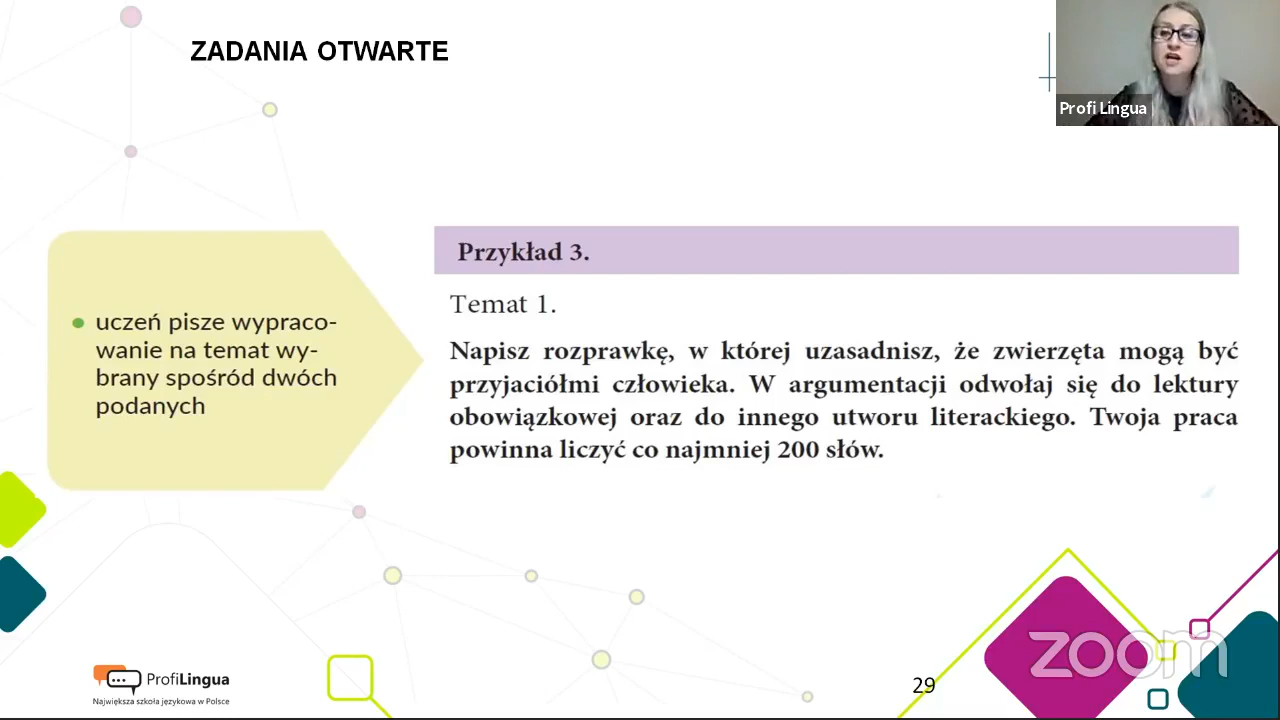 ZADANIA OTWARTE
Profi Lingua
Przykład 3.
Temat 1.
Napisz rozprawkę, w której uzasadnisz, że zwierzęta mogą być
przyjaciółmi człowieka. W argumentacji odwołaj się do lektury
obowiązkowej oraz do innego utworu literackiego. Twoja praca
powinna liczyć co najmniej 200 słów.
• uczeń pisze wypraco-
wanie na temat wy-
brany spośród dwóch
podanych
ProfiLingua
Największa szkoła językowa w Polsce
29
zoom